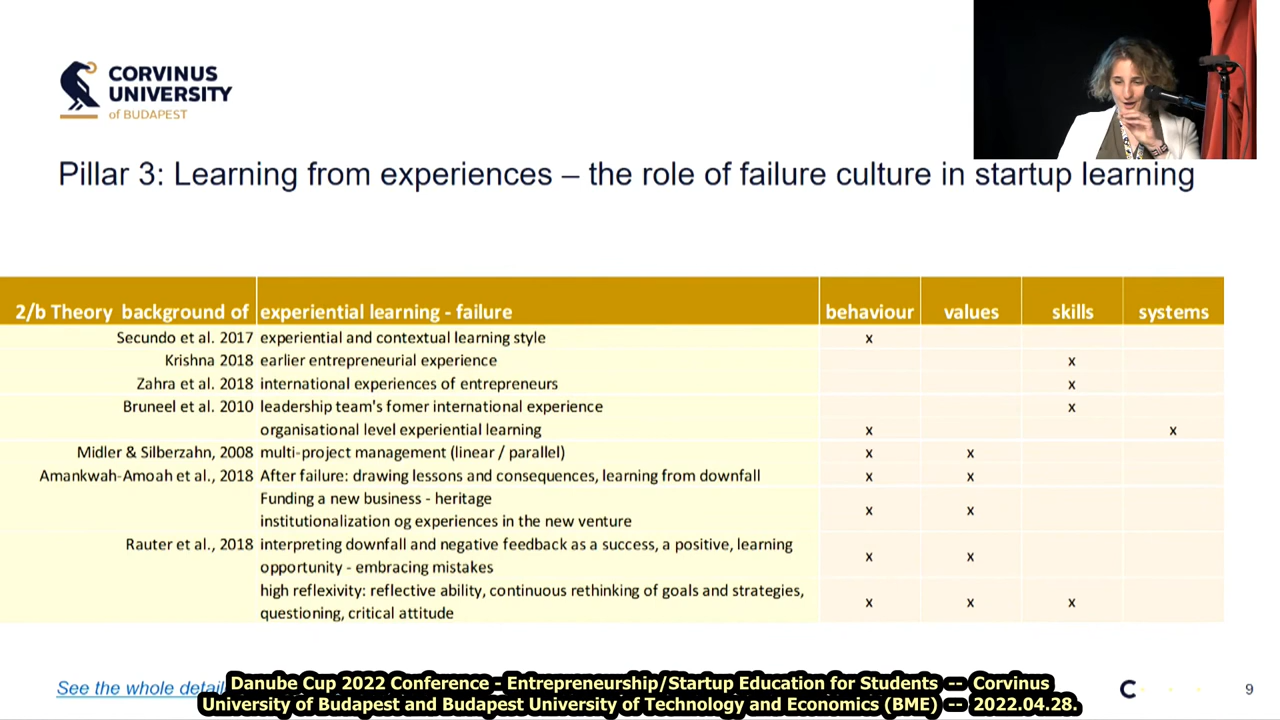 CORVINUS
UNIVERSITY
of BUDAPEST
Pillar 3: Learning from experiences – the role of failure culture in startup learning
2/b Theory background of experiential learning - failure behaviour values skills systems
Secundo et al. 2017 experiential and contextual learning style x
Krishna 2018 earlier entrepreneurial experience x
Zahra et al. 2018 international experiences of entrepreneurs x
Bruneel et al. 2010 leadership team's fomer international experience x
organisational level experiential learning x x
Midler & Silberzahn, 2008 multi-project management (linear / parallel) x x
Amankwah-Amoah et al., 2018 After failure: drawing lessons and consequences, learning from downfall x x
Funding a new business - heritage
institutionalization og experiences in the new venture x x
Rauter et al., 2018 interpreting downfall and negative feedback as a success, a positive, learning
opportunity - embracing mistakes x x
high reflexivity: reflective ability, continuous rethinking of goals and strategies,
questioning, critical attitude x x x
See the whole detail
Danube Cup 2022 Conference - Entrepreneurship/Startup Education for Students -- Corvinus
University of Budapest and Budapest University of Technology and Economics (BME) -- 2022.04.28.
C
9